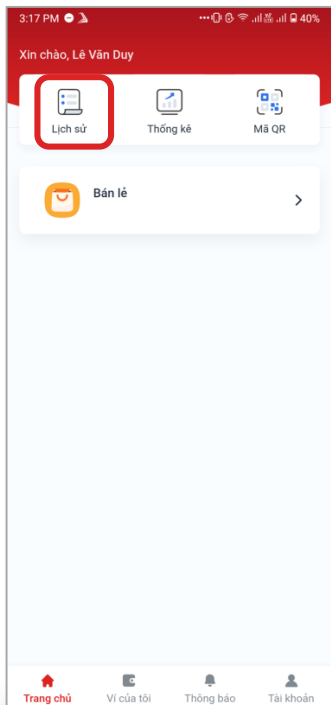 3:17 PM
40%
Xin chào, Lê Văn Duy
Lịch sử
Thống kê
Mã QR
Bán lẻ
Trang chủ
Ví của tôi
Thông báo
Tài khoản